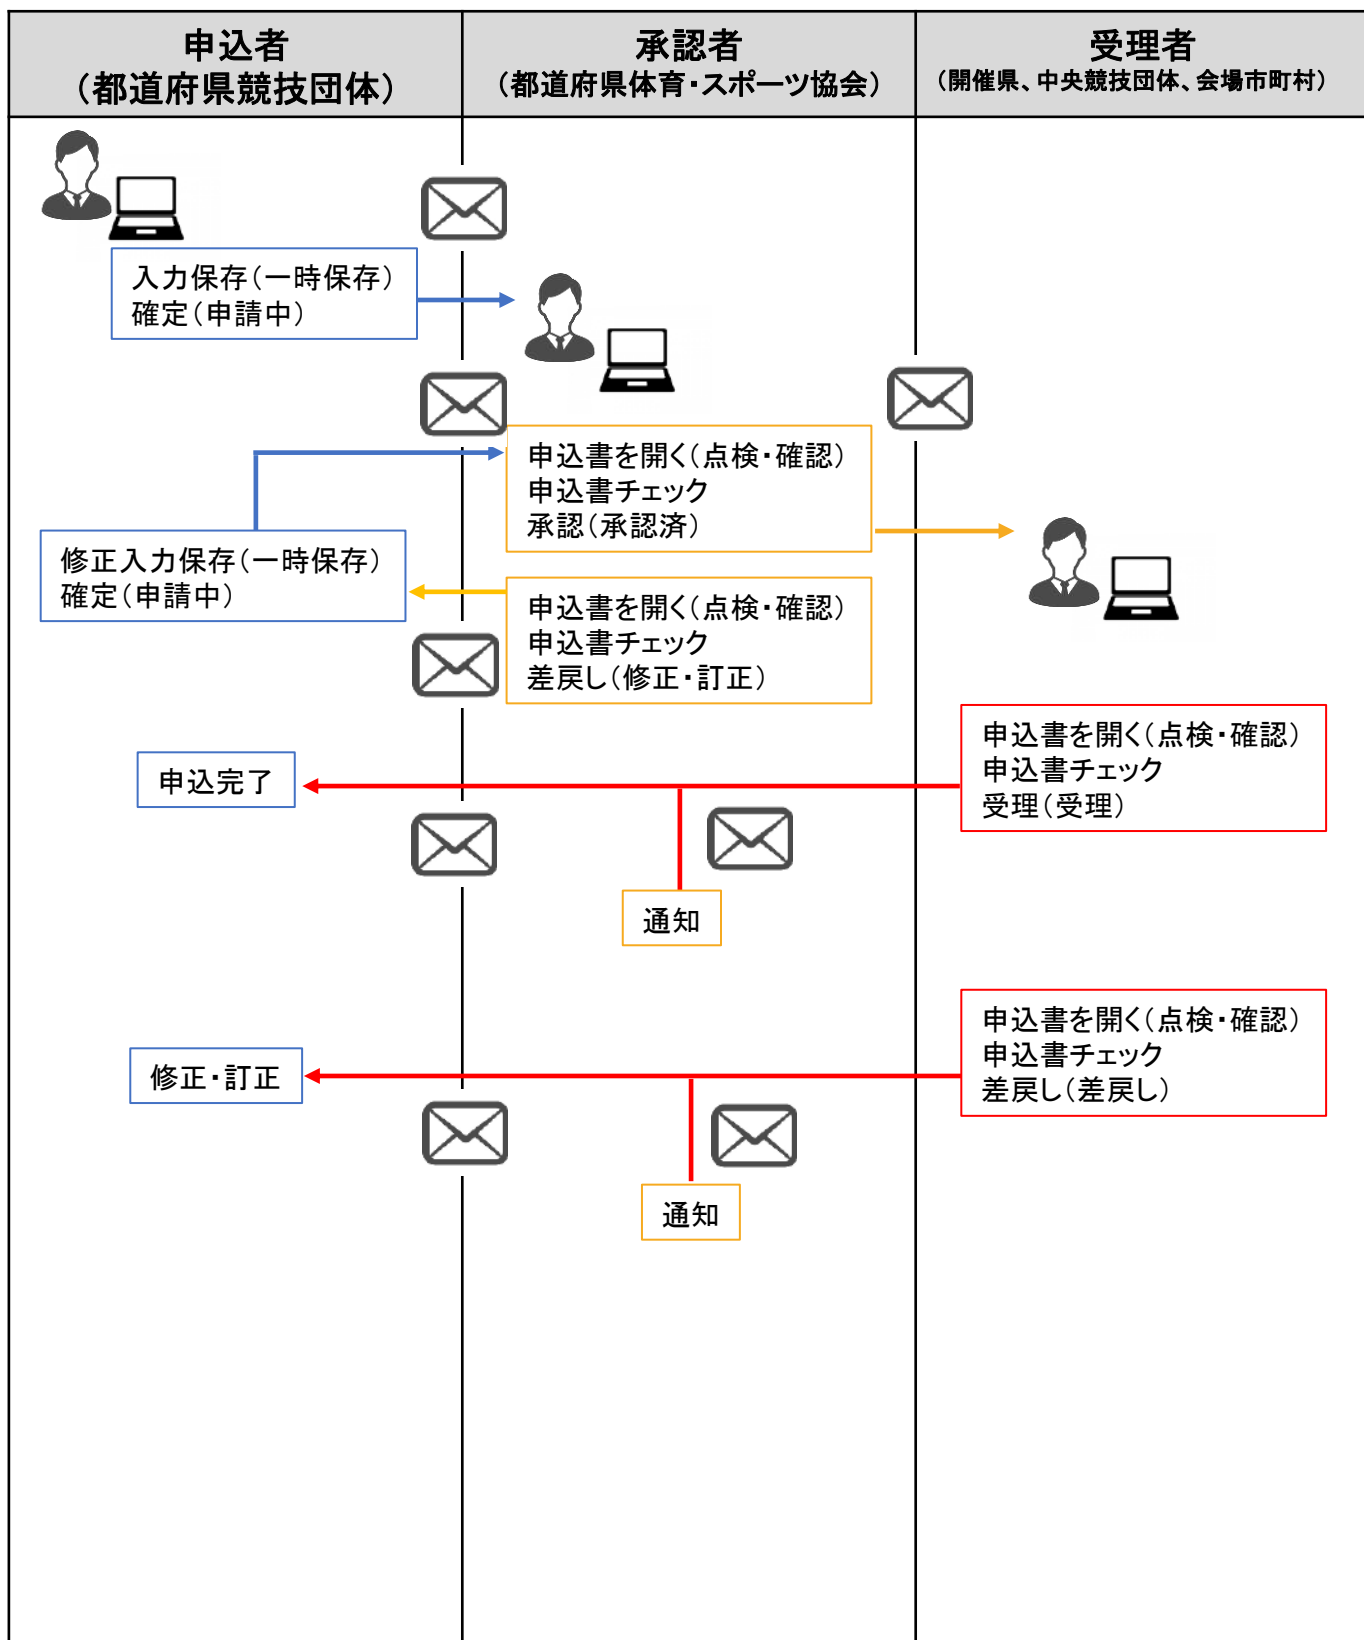 申込者
（都道府県競技団体）
承認者
（都道府県体育・スポーツ協会）
受理者
（開催県、中央競技団体、会場市町村）
入力保存（一時保存）
確定（申請中）
申込書を開く（点検・確認）
申込書チェック
承認（承認済）
修正入力保存（一時保存）
確定（申請中）
申込書を開く（点検・確認）
申込書チェック
差戻し（修正・訂正）
申込書を開く（点検・確認）
申込書チェック
受理（受理）
申込完了
通知
申込書を開く（点検・確認）
申込書チェック
差戻し（差戻し）
修正・訂正
通知